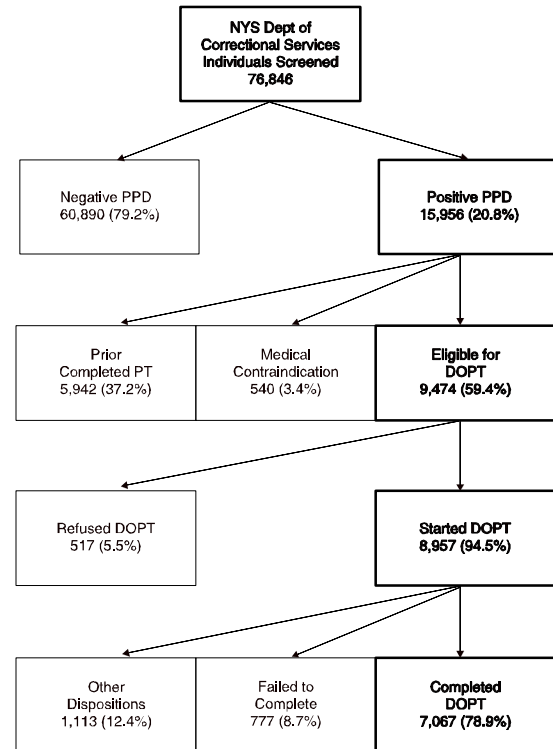 NYS Dept of
Correctional Services
Individuals Screened
76,846
Negative PPD
60,890 (79.2%)
Positive PPD
15,956 (20.8%)
Prior
Completed PT
5,942 (37.2%)
Medical
Contraindication
540 (3.4%)
Eligible for
DOPT
9,474 (59.4%)
Refused DOPT
517 (5.5%)
Started DOPT
8,957 (94.5%)
Other
Dispositions
1,113 (12.4%)
Failed to
Complete
777 (8.7%)
Completed
DOPT
7,067 (78.9%)